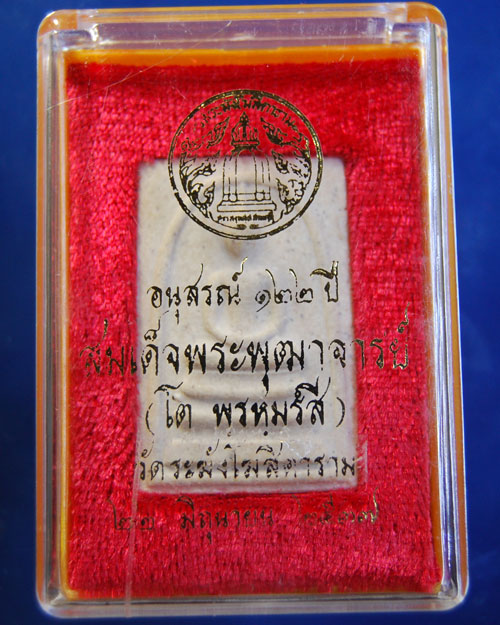 อนุสรณ์ ๑๒๒ ปี
สมเด็จพระพุฒาจารย์
(โต พรหมรํสี)
วัดระฆังโฆสิตาราม
๒๒ มิถุนายน ๒๕๓๗